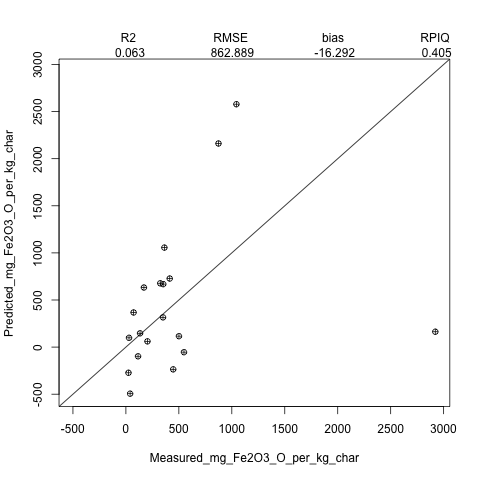 R2 RMSE bias RPIQ
0.063 862.889 -16.292 0.405
3000
2500
2000
1500
1000
500
0
-500
Predicted_mg_Fe2O3_O_per_kg_char
-500 0 500 1000 1500 2000 2500 3000
Measured_mg_Fe2O3_O_per_kg_char